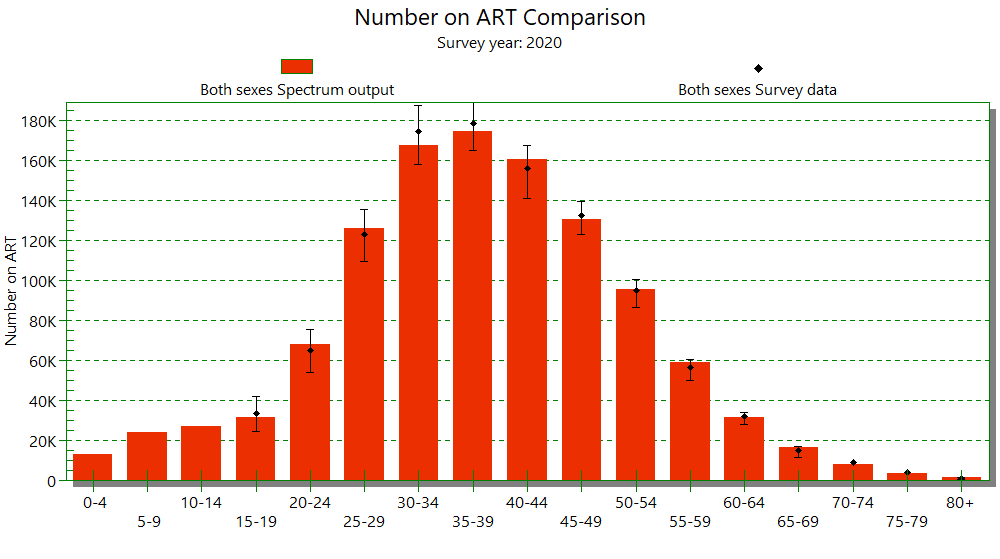 Number on ART Comparison
Survey year: 2020
Both sexes Spectrum output
Both sexes Survey data
Number on ART
180K
160K
140K
120K
100K
80K
60K
40K
20K
0
0-4
5-9
10-14
15-19
20-24
25-29
30-34
35-39
40-44
45-49
50-54
55-59
60-64
65-69
70-74
75-79
80+